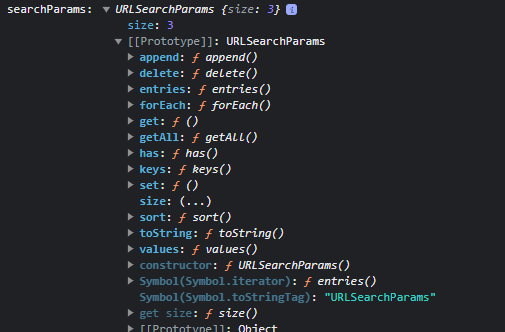 searchParams: ▼ URLSearchParams {size: 3} i
size: 3
▼ [[Prototype]]: URLSearchParams
▶ append: ƒ append()
▶ delete: ƒ delete()
▶ entries: ƒ entries()
▶ forEach: ƒ forEach()
▶ get: ƒ ()
▶ getAll: ƒ getAll()
▶ has: ƒ has()
▶ keys: ƒ keys()
▶ set: ƒ ()
size: (...)
▶ sort: ƒ sort()
▶ toString: ƒ toString()
▶ values: ƒ values()
▶ constructor: ƒ URLSearchParams()
▶ Symbol(Symbol.iterator): ƒ entries()
Symbol(Symbol.toStringTag): "URLSearchParams"
▶ get size: ƒ size()
▶ [[Prototype]]: Object